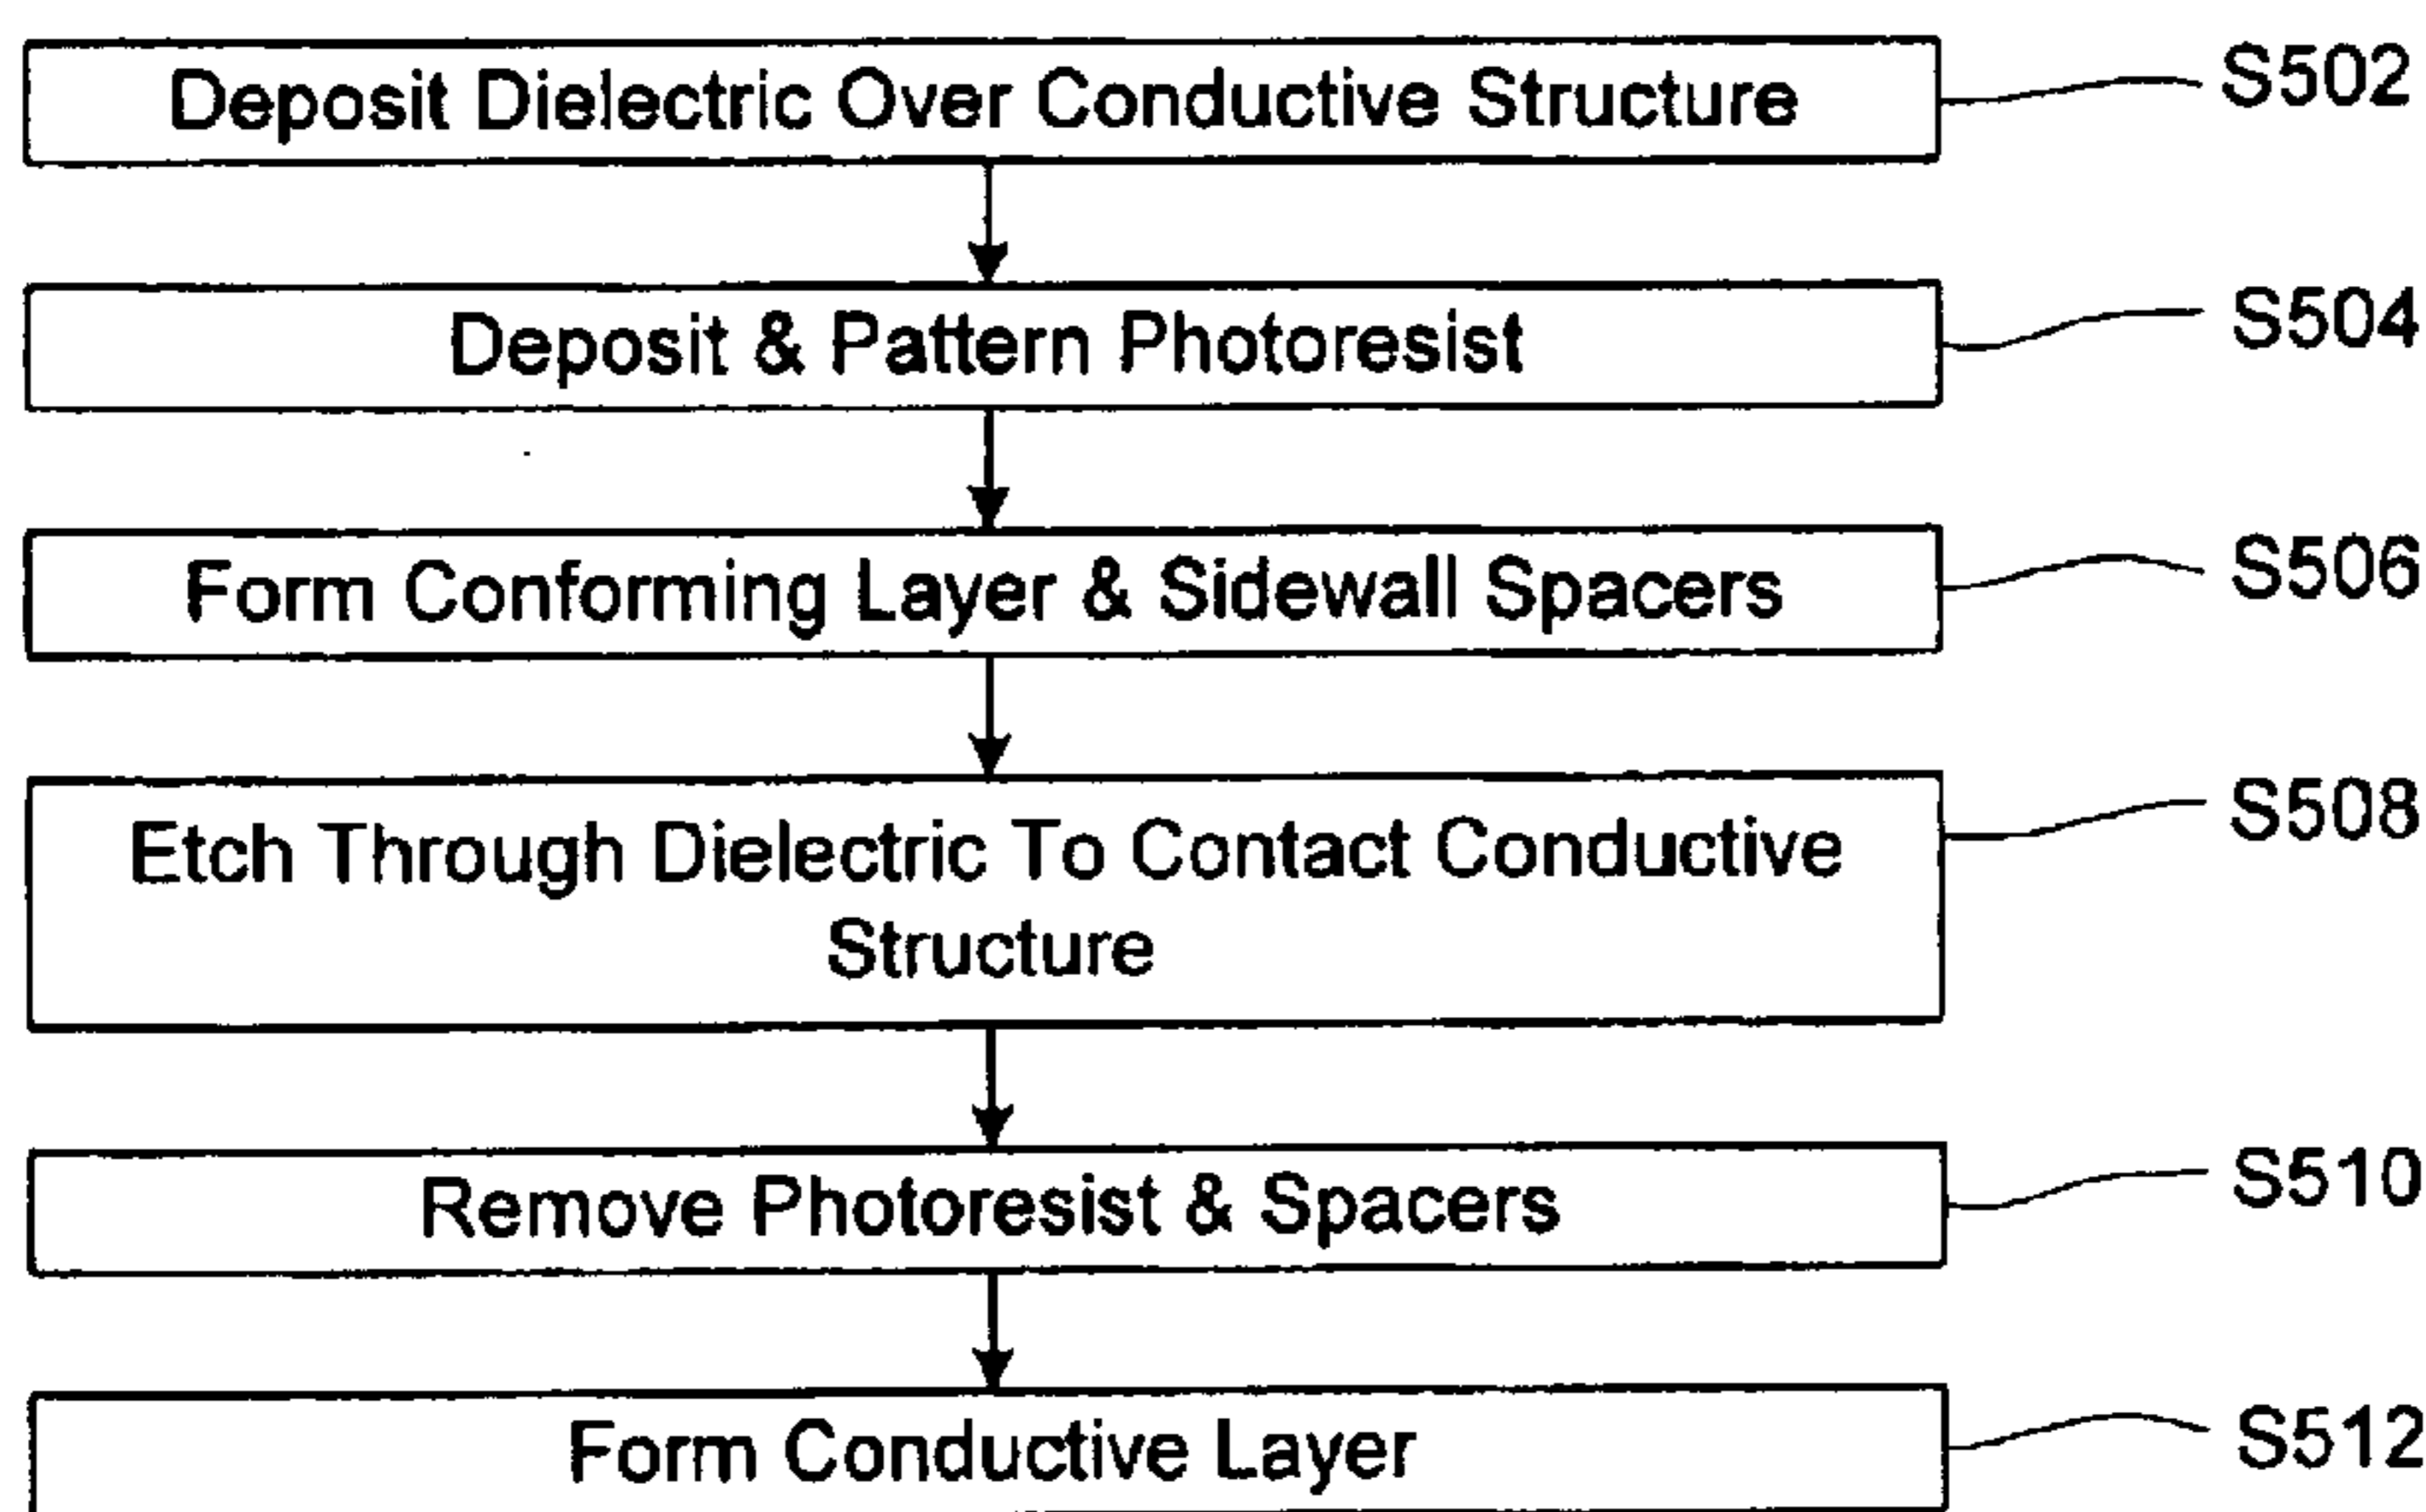 Deposit Dielectric Over Conductive Structure
S502
Deposit & Pattern Photoresist
S504
Form Conforming Layer & Sidewall Spacers
S506
Etch Through Dielectric To Contact Conductive
Structure
S508
Remove Photoresist & Spacers
S510
Form Conductive Layer
S512